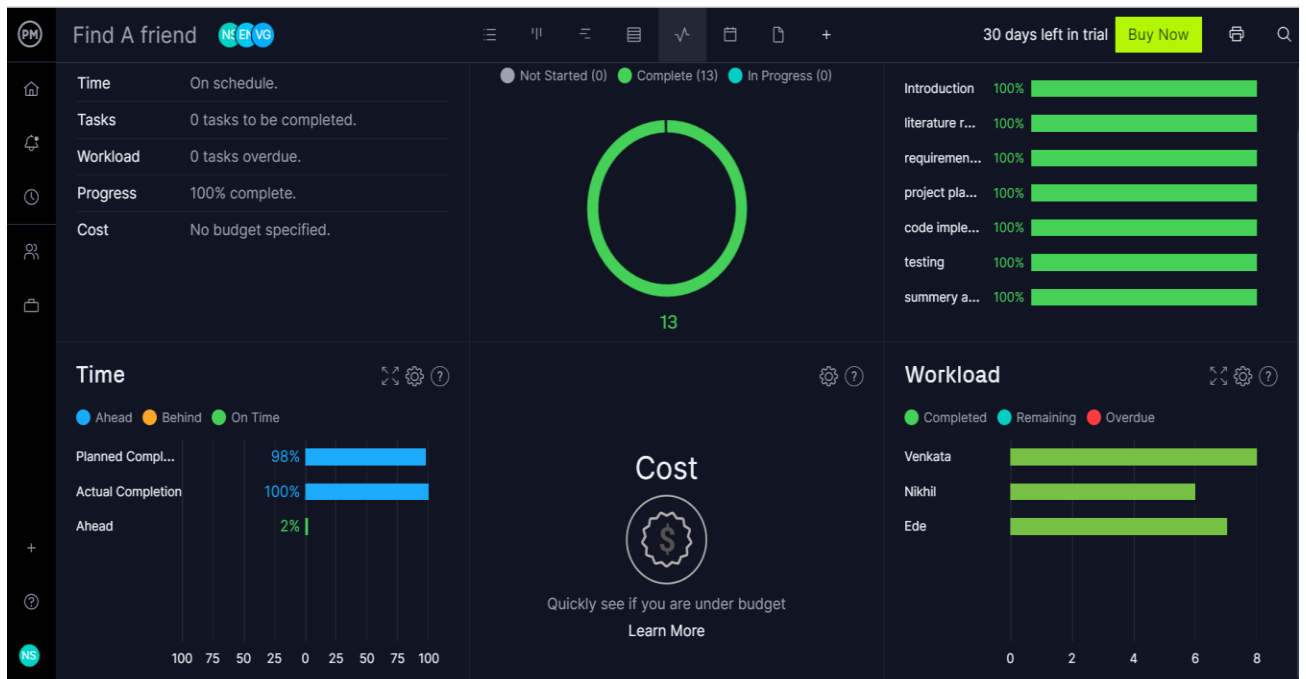 PM Find A friend NS EN VG 30 days left in trial Buy Now
Time On schedule.
Tasks 0 tasks to be completed.
Workload 0 tasks overdue.
Progress 100% complete.
Cost No budget specified.
Not Started (0) Complete (13) In Progress (0)
13
Introduction 100%
literature r... 100%
requiremen... 100%
project pla... 100%
code imple... 100%
testing 100%
summery a... 100%
Time
Ahead Behind On Time
Planned Compl... 98%
Actual Completion 100%
Ahead 2%
100 75 50 25 0 25 50 75 100
Cost
$
Quickly see if you are under budget
Learn More
Workload
Completed Remaining Overdue
Venkata
Nikhil
Ede
0 2 4 6 8
NS